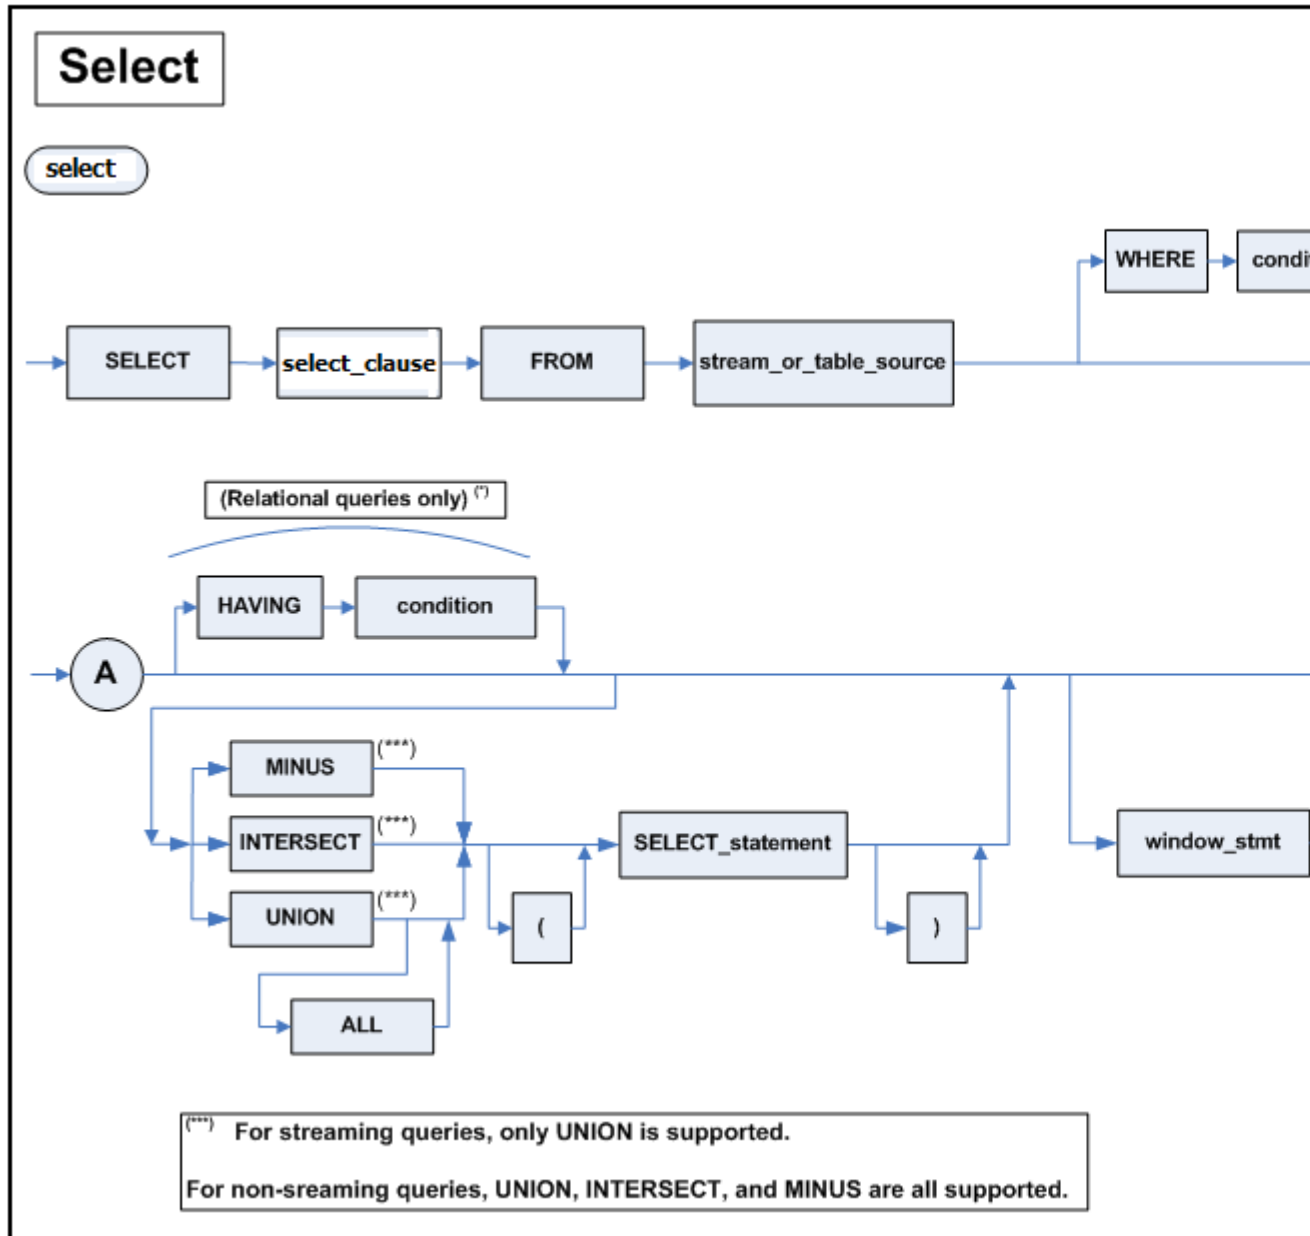 Select
select
WHERE
SELECT
select_clause
FROM
stream_or_table_source
(Relational queries only) (*)
HAVING
condition
A
MINUS
(***)
INTERSECT
(***)
UNION
(***)
ALL
(
SELECT_statement
)
window_stmt
(***) For streaming queries, only UNION is supported.
For non-sreaming queries, UNION, INTERSECT, and MINUS are all supported.